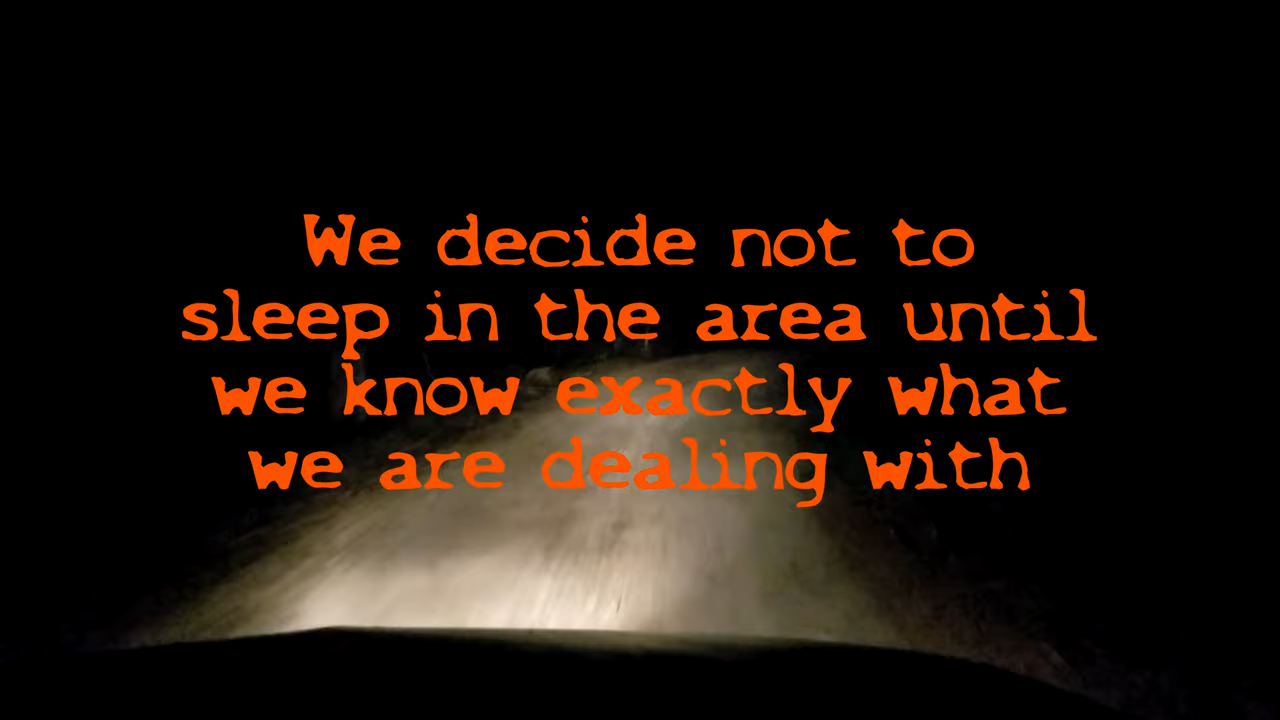 We decide not to
sleep in the area until
we know exactly what
we are dealing with